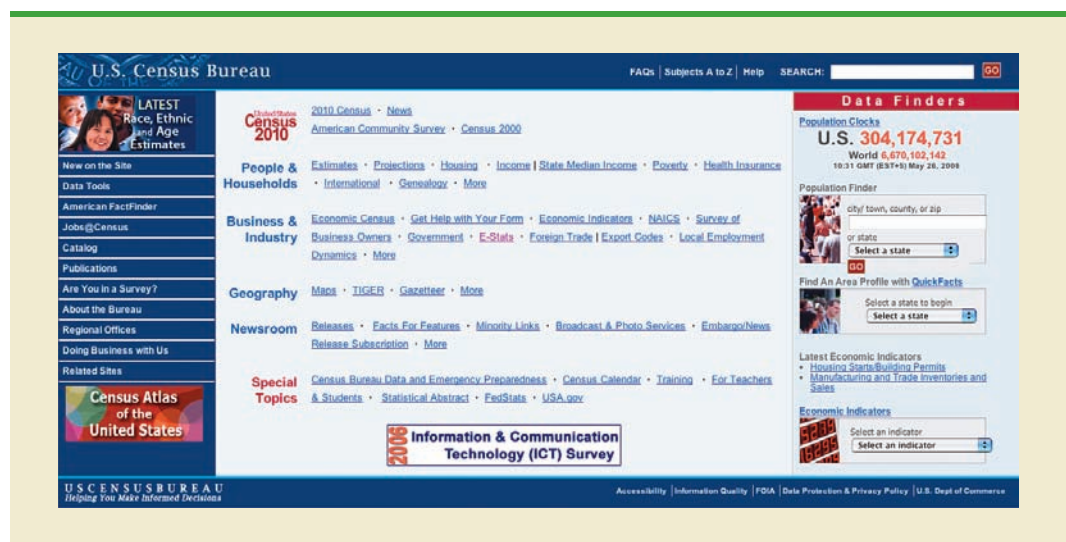 U.S. Census Bureau
FAQs | Subjects A to Z | Help SEARCH: GO
LATEST
Race, Ethnic
and Age
Estimates
New on the Site
Data Tools
American FactFinder
Jobs@Census
Catalog
Publications
Are You in a Survey?
About the Bureau
Regional Offices
Doing Business with Us
Related Sites
Census Atlas
of the
United States
United States
Census
2010
2010 Census · News
American Community Survey · Census 2000
People &
Households
Estimates · Projections · Housing · Income | State Median Income · Poverty · Health Insurance
· International · Genealogy · More
Business &
Industry
Economic Census · Get Help with Your Form · Economic Indicators · NAICS · Survey of
Business Owners · Government · E-Stats · Foreign Trade | Export Codes · Local Employment
Dynamics · More
Geography
Maps · TIGER · Gazetteer · More
Newsroom
Releases · Facts For Features · Minority Links · Broadcast & Photo Services · Embargo/News
Release Subscription · More
Special
Topics
Census Bureau Data and Emergency Preparedness · Census Calendar · Training · For Teachers
& Students · Statistical Abstract · FedStats · USA.gov
2006
Information & Communication
Technology (ICT) Survey
Data Finders
Population Clocks
U.S. 304,174,731
World 6,670,102,142
10:31 GMT (EST+5) May 28, 2008
Population Finder
city/ town, county, or zip
or state
Select a state
GO
Find An Area Profile with QuickFacts
Select a state to begin
Select a state
Latest Economic Indicators
• Housing Starts/Building Permits
• Manufacturing and Trade Inventories and
Sales
Economic Indicators
Select an indicator
Select an indicator
USCENSUSBUREAU
Helping You Make Informed Decisions
Accessibility | Information Quality | FOIA | Data Protection & Privacy Policy | U.S. Dept of Commerce